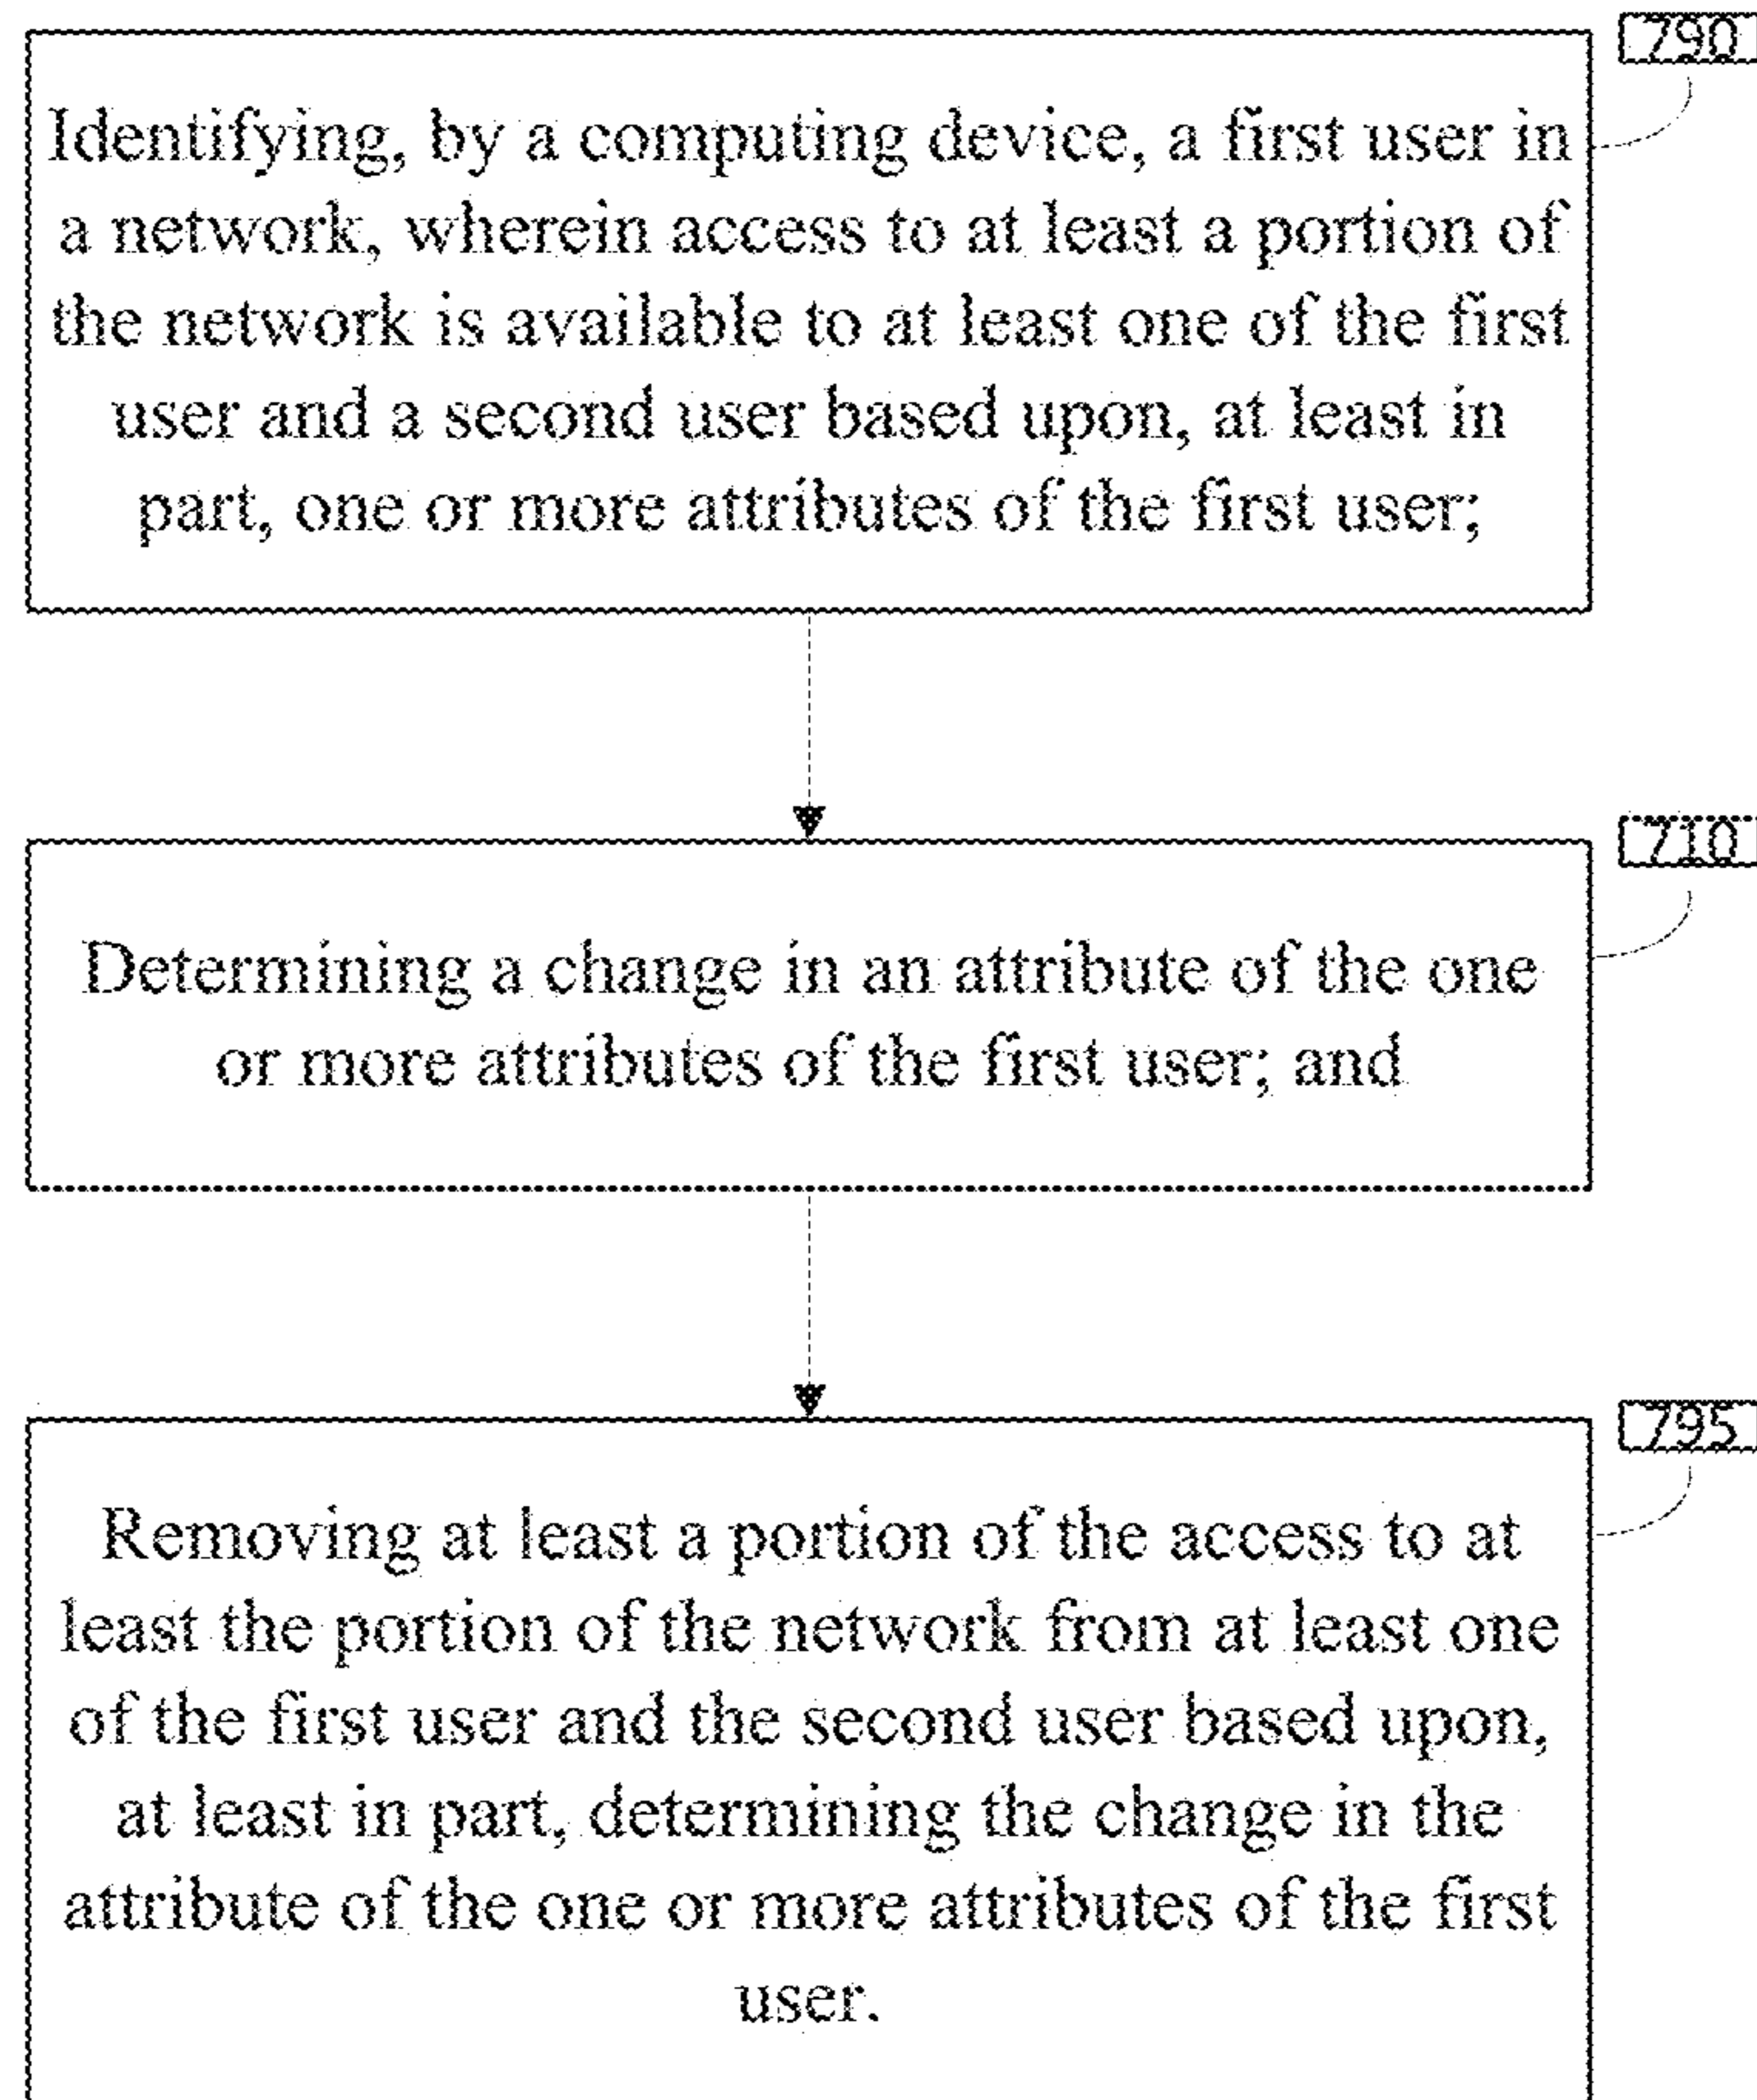 790
Identifying, by a computing device, a first user in
a network, wherein access to at least a portion of
the network is available to at least one of the first
user and a second user based upon, at least in
part, one or more attributes of the first user;
710
Determining a change in an attribute of the one
or more attributes of the first user; and
795
Removing at least a portion of the access to at
least the portion of the network from at least one
of the first user and the second user based upon,
at least in part, determining the change in the
attribute of the one or more attributes of the first
user.